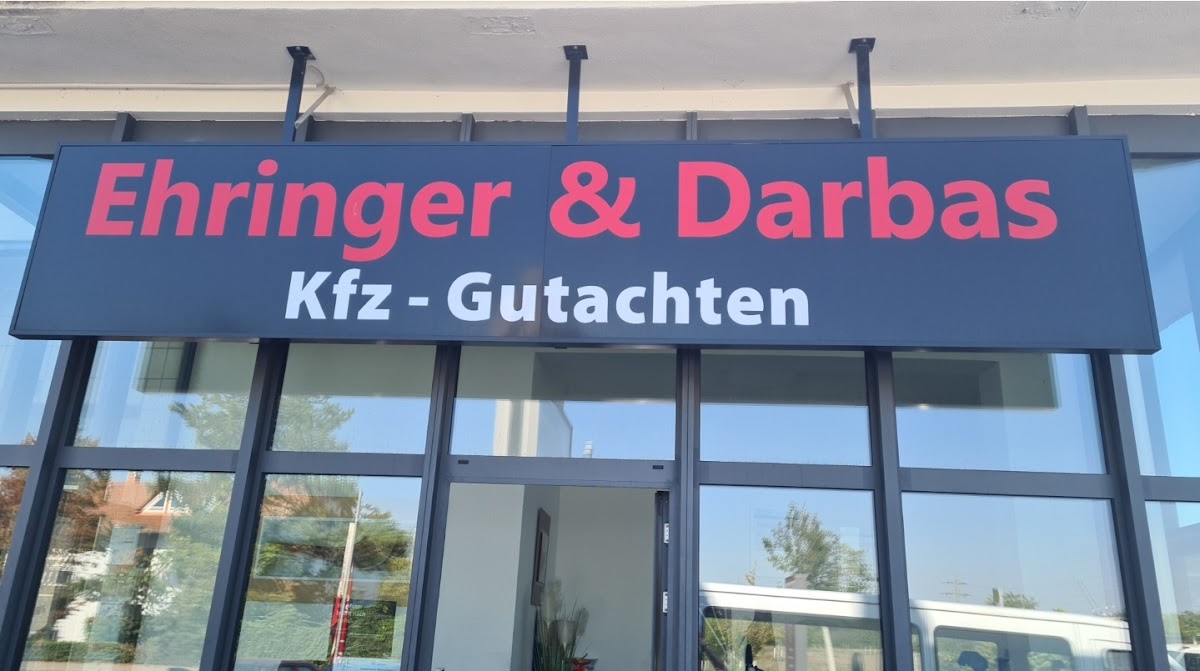 Ehringer & Darbas
Kfz - Gutachten